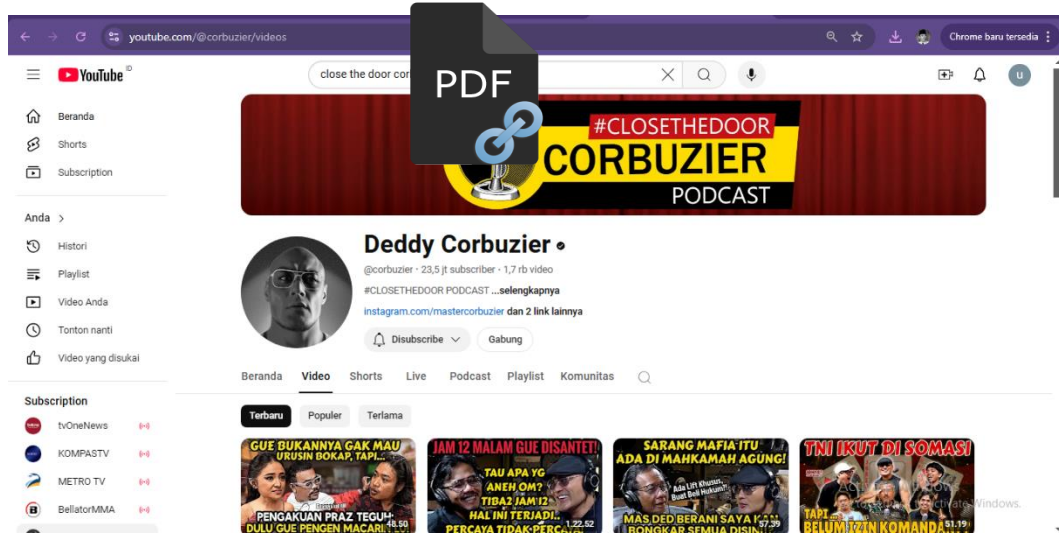 youtube.com/@corbuzier/videos
Chrome baru tersedia
YouTube ID
close the door cor
PDF
u
Beranda
Shorts
Subscription
Anda >
Histori
Playlist
Video Anda
Tonton nanti
Video yang disukai
Subscription
tvOneNews
KOMPASTV
METRO TV
BellatorMMA
#CLOSETHEDOOR
CORBUZIER
PODCAST
Deddy Corbuzier
@corbuzier · 23,5 jt subscriber · 1,7 rb video
#CLOSETHEDOOR PODCAST ...selengkapnya
instagram.com/mastercorbuzier dan 2 link lainnya
Disubscribe
Gabung
Beranda Video Shorts Live Podcast Playlist Komunitas
Terbaru Populer Terlama
GUE BUKANNYA GAK MAU
URUSIN BOKAP, TAPI...
PENGAKUAN PRAZ TEGUH:
DULU GUE PENGEN MACARI
48.50
JAM 12 MALAM GUE DISANTET!
TAU APA YG
ANEH OM?
TIBA2 JAM 12
HAL INI TERJADI..
PERCAYA TIDAK PERC
1.22.52
SARANG MAFIA ITU
ADA DI MAHKAMAH AGUNG!
Ada Lift Khusus,
Buat Beli Hukum!
MAS DED BERANI SAYA
BONGKAR SEMUA DISIN
57.39
TNI IKUT DI SOMASI
TAPI...
BELUM IZIN KOMANDA
51.19
Windows.